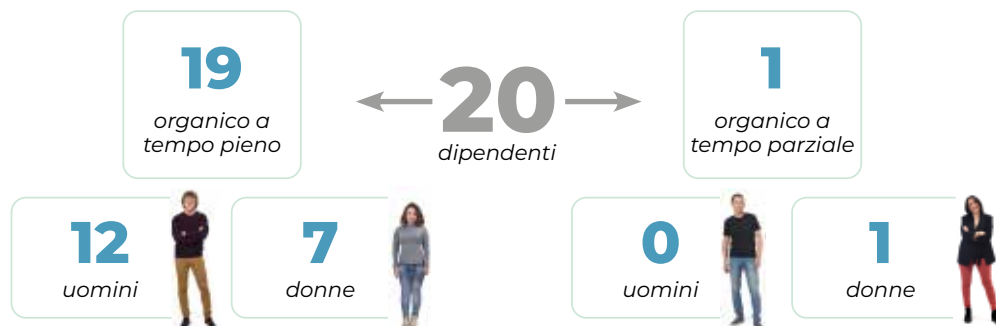 19
organico a
tempo pieno
20
dipendenti
1
organico a
tempo parziale
12
uomini
7
donne
0
uomini
1
donne